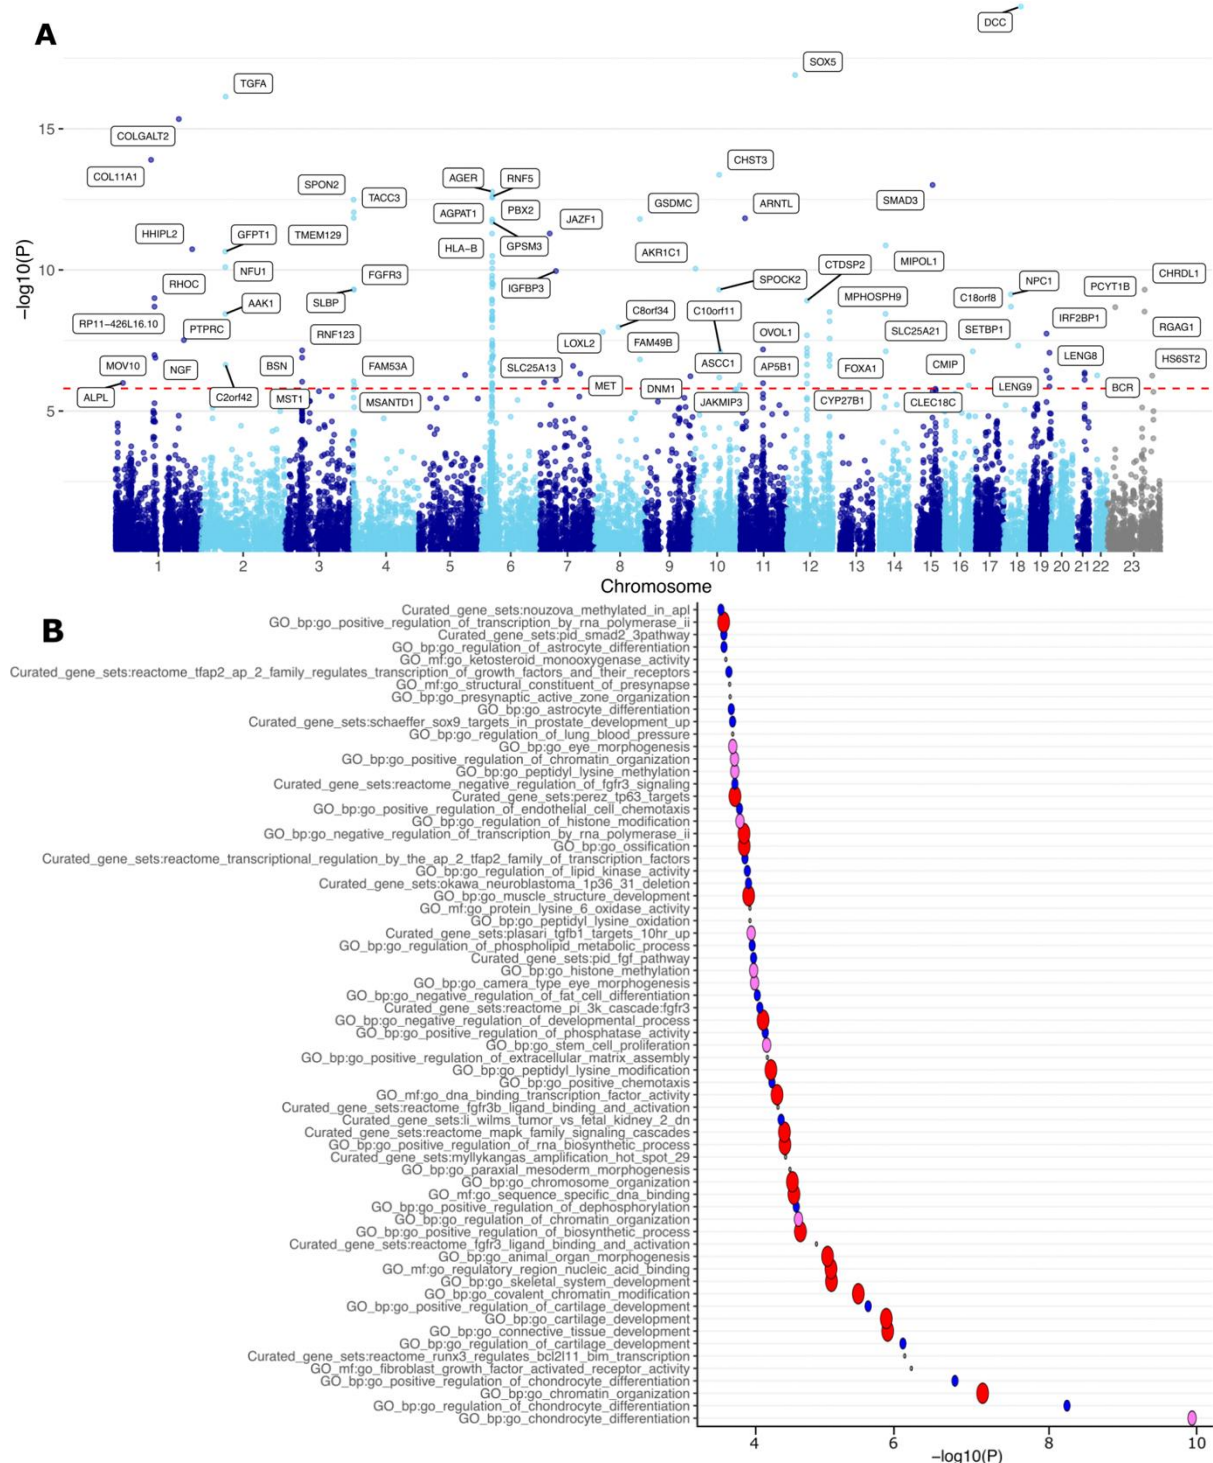 A
DCC
SOX5
TGFA
15
COLGALT2
COL11A1
CHST3
SPON2
AGER
RNF5
TACC3
SMAD3
AGPAT1
PBX2
JAZF1
GSDMC
ARNTL
HHIPL2
GFPT1
TMEM129
HLA-B
GPSM3
AKR1C1
MIPOL1
-log10(P)
10
NFU1
FGFR3
CTDSP2
CHRDL1
RHOC
IGFBP3
SPOCK2
NPC1
PCYT1B
AAK1
SLBP
C8orf34
C10orf11
MPHOSPH9
C18orf8
IRF2BP1
RP11-426L16.10
PTPRC
RNF123
LOXL2
FAM49B
OVOL1
SLC25A21
SETBP1
RGAG1
MOV10
NGF
BSN
FAM53A
SLC25A13
ASCC1
AP5B1
FOXA1
CMIP
LENG8
HS6ST2
ALPL
C2orf42
MST1
MSANTD1
MET
DNM1
JAKMIP3
CYP27B1
CLEC18C
LENG9
BCR
5
1 2 3 4 5 6 7 8 9 10 11 12 13 14 15 16 17 18 19 20 21 22 23
Chromosome
B
Curated_gene_sets:nouzova_methylated_in_apl
GO_bp:go_positive_regulation_of_transcription_by_rna_polymerase_ii
Curated_gene_sets:pid_smad2_3pathway
GO_bp:go_regulation_of_astrocyte_differentiation
GO_mf:go_ketosteroid_monooxygenase_activity
Curated_gene_sets:reactome_tfap2_ap_2_family_regulates_transcription_of_growth_factors_and_their_receptors
GO_mf:go_structural_constituent_of_presynapse
GO_bp:go_presynaptic_active_zone_organization
GO_bp:go_astrocyte_differentiation
Curated_gene_sets:schaeffer_sox9_targets_in_prostate_development_up
GO_bp:go_regulation_of_lung_blood_pressure
GO_bp:go_eye_morphogenesis
GO_bp:go_positive_regulation_of_chromatin_organization
GO_bp:go_peptidyl_lysine_methylation
Curated_gene_sets:reactome_negative_regulation_of_fgfr3_signaling
Curated_gene_sets:perez_tp63_targets
GO_bp:go_positive_regulation_of_endothelial_cell_chemotaxis
GO_bp:go_regulation_of_histone_modification
GO_bp:go_negative_regulation_of_transcription_by_rna_polymerase_ii
GO_bp:go_ossification
Curated_gene_sets:reactome_transcriptional_regulation_by_the_ap_2_tfap2_family_of_transcription_factors
GO_bp:go_regulation_of_lipid_kinase_activity
Curated_gene_sets:okawa_neuroblastoma_1p36_31_deletion
GO_bp:go_muscle_structure_development
GO_mf:go_protein_lysine_6_oxidase_activity
GO_bp:go_peptidyl_lysine_oxidation
Curated_gene_sets:plasari_tgfb1_targets_10hr_up
GO_bp:go_regulation_of_phospholipid_metabolic_process
Curated_gene_sets:pid_fgf_pathway
GO_bp:go_histone_methylation
GO_bp:go_camera_type_eye_morphogenesis
GO_bp:go_negative_regulation_of_fat_cell_differentiation
Curated_gene_sets:reactome_pi_3k_cascade:fgfr3
GO_bp:go_negative_regulation_of_developmental_process
GO_bp:go_positive_regulation_of_phosphatase_activity
GO_bp:go_stem_cell_proliferation
GO_bp:go_positive_regulation_of_extracellular_matrix_assembly
GO_bp:go_peptidyl_lysine_modification
GO_bp:go_positive_chemotaxis
GO_mf:go_dna_binding_transcription_factor_activity
Curated_gene_sets:reactome_fgfr3b_ligand_binding_and_activation
Curated_gene_sets:li_wilms_tumor_vs_fetal_kidney_2_dn
Curated_gene_sets:reactome_mapk_family_signaling_cascades
GO_bp:go_positive_regulation_of_rna_biosynthetic_process
Curated_gene_sets:myllykangas_amplification_hot_spot_29
GO_bp:go_paraxial_mesoderm_morphogenesis
GO_bp:go_chromosome_organization
GO_mf:go_sequence_specific_dna_binding
GO_bp:go_positive_regulation_of_dephosphorylation
GO_bp:go_regulation_of_chromatin_organization
GO_bp:go_positive_regulation_of_biosynthetic_process
Curated_gene_sets:reactome_fgfr3_ligand_binding_and_activation
GO_bp:go_animal_organ_morphogenesis
GO_mf:go_regulatory_region_nucleic_acid_binding
GO_bp:go_skeletal_system_development
GO_bp:go_covalent_chromatin_modification
GO_bp:go_positive_regulation_of_cartilage_development
GO_bp:go_cartilage_development
GO_bp:go_connective_tissue_development
GO_bp:go_regulation_of_cartilage_development
Curated_gene_sets:reactome_runx3_regulates_bcl2l11_bim_transcription
GO_mf:go_fibroblast_growth_factor_activated_receptor_activity
GO_bp:go_positive_regulation_of_chondrocyte_differentiation
GO_bp:go_chromatin_organization
GO_bp:go_regulation_of_chondrocyte_differentiation
GO_bp:go_chondrocyte_differentiation
4 6 8 10
-log10(P)